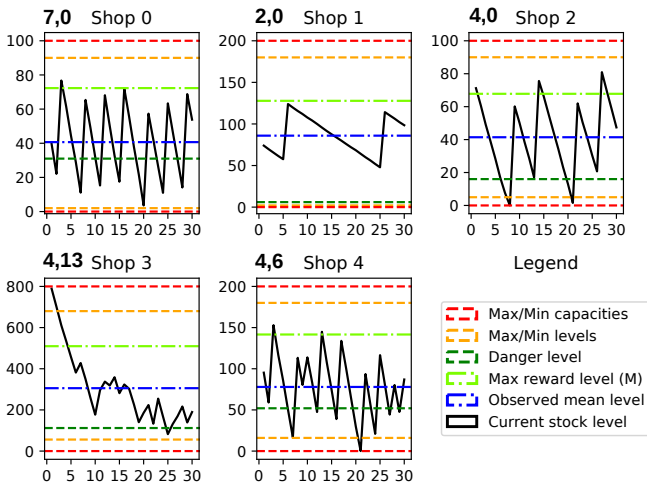 7,0 Shop 0
2,0 Shop 1
4,0 Shop 2
100
80
60
40
20
0
0 5 10 15 20 25 30
200
150
100
50
0
0 5 10 15 20 25 30
100
80
60
40
20
0
0 5 10 15 20 25 30
4,13 Shop 3
4,6 Shop 4
800
600
400
200
0
0 5 10 15 20 25 30
200
150
100
50
0
0 5 10 15 20 25 30
Legend
Max/Min capacities
Max/Min levels
Danger level
Max reward level (M)
Observed mean level
Current stock level